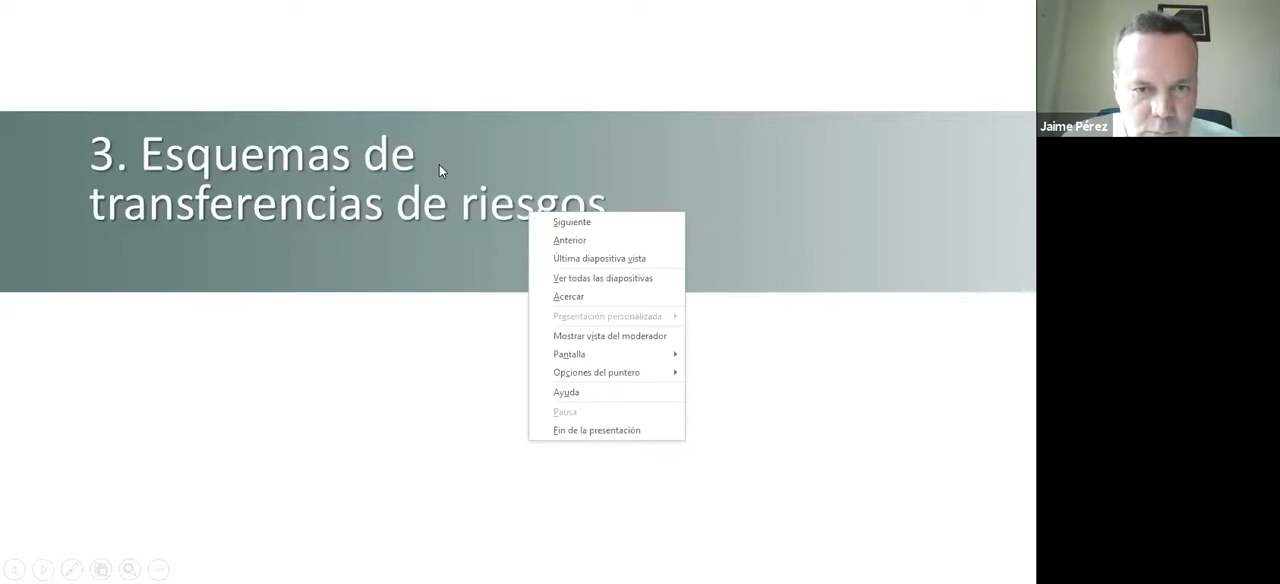 3. Esquemas de
transferencias de riesgos
Siguiente
Anterior
Última diapositiva vista
Ver todas las diapositivas
Acercar
Presentación personalizada
Mostrar vista del moderador
Pantalla
Opciones del puntero
Ayuda
Pausa
Fin de la presentación
Jaime Pérez